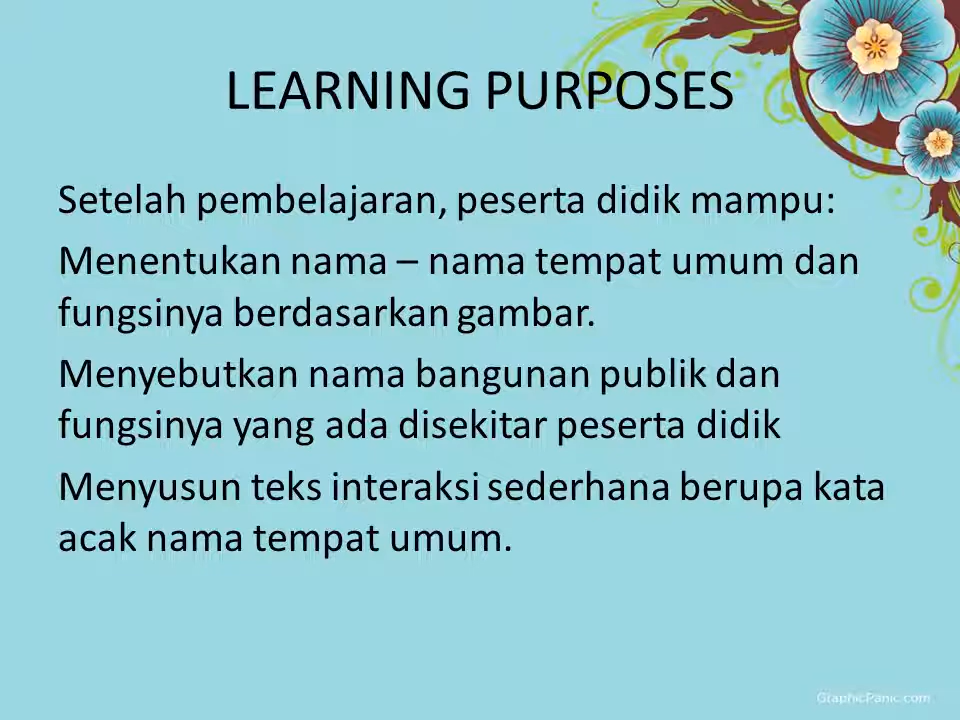 LEARNING PURPOSES
Setelah pembelajaran, peserta didik mampu:
Menentukan nama – nama tempat umum dan
fungsinya berdasarkan gambar.
Menyebutkan nama bangunan publik dan
fungsinya yang ada disekitar peserta didik
Menyusun teks interaksi sederhana berupa kata
acak nama tempat umum.
GraphicPanic.com